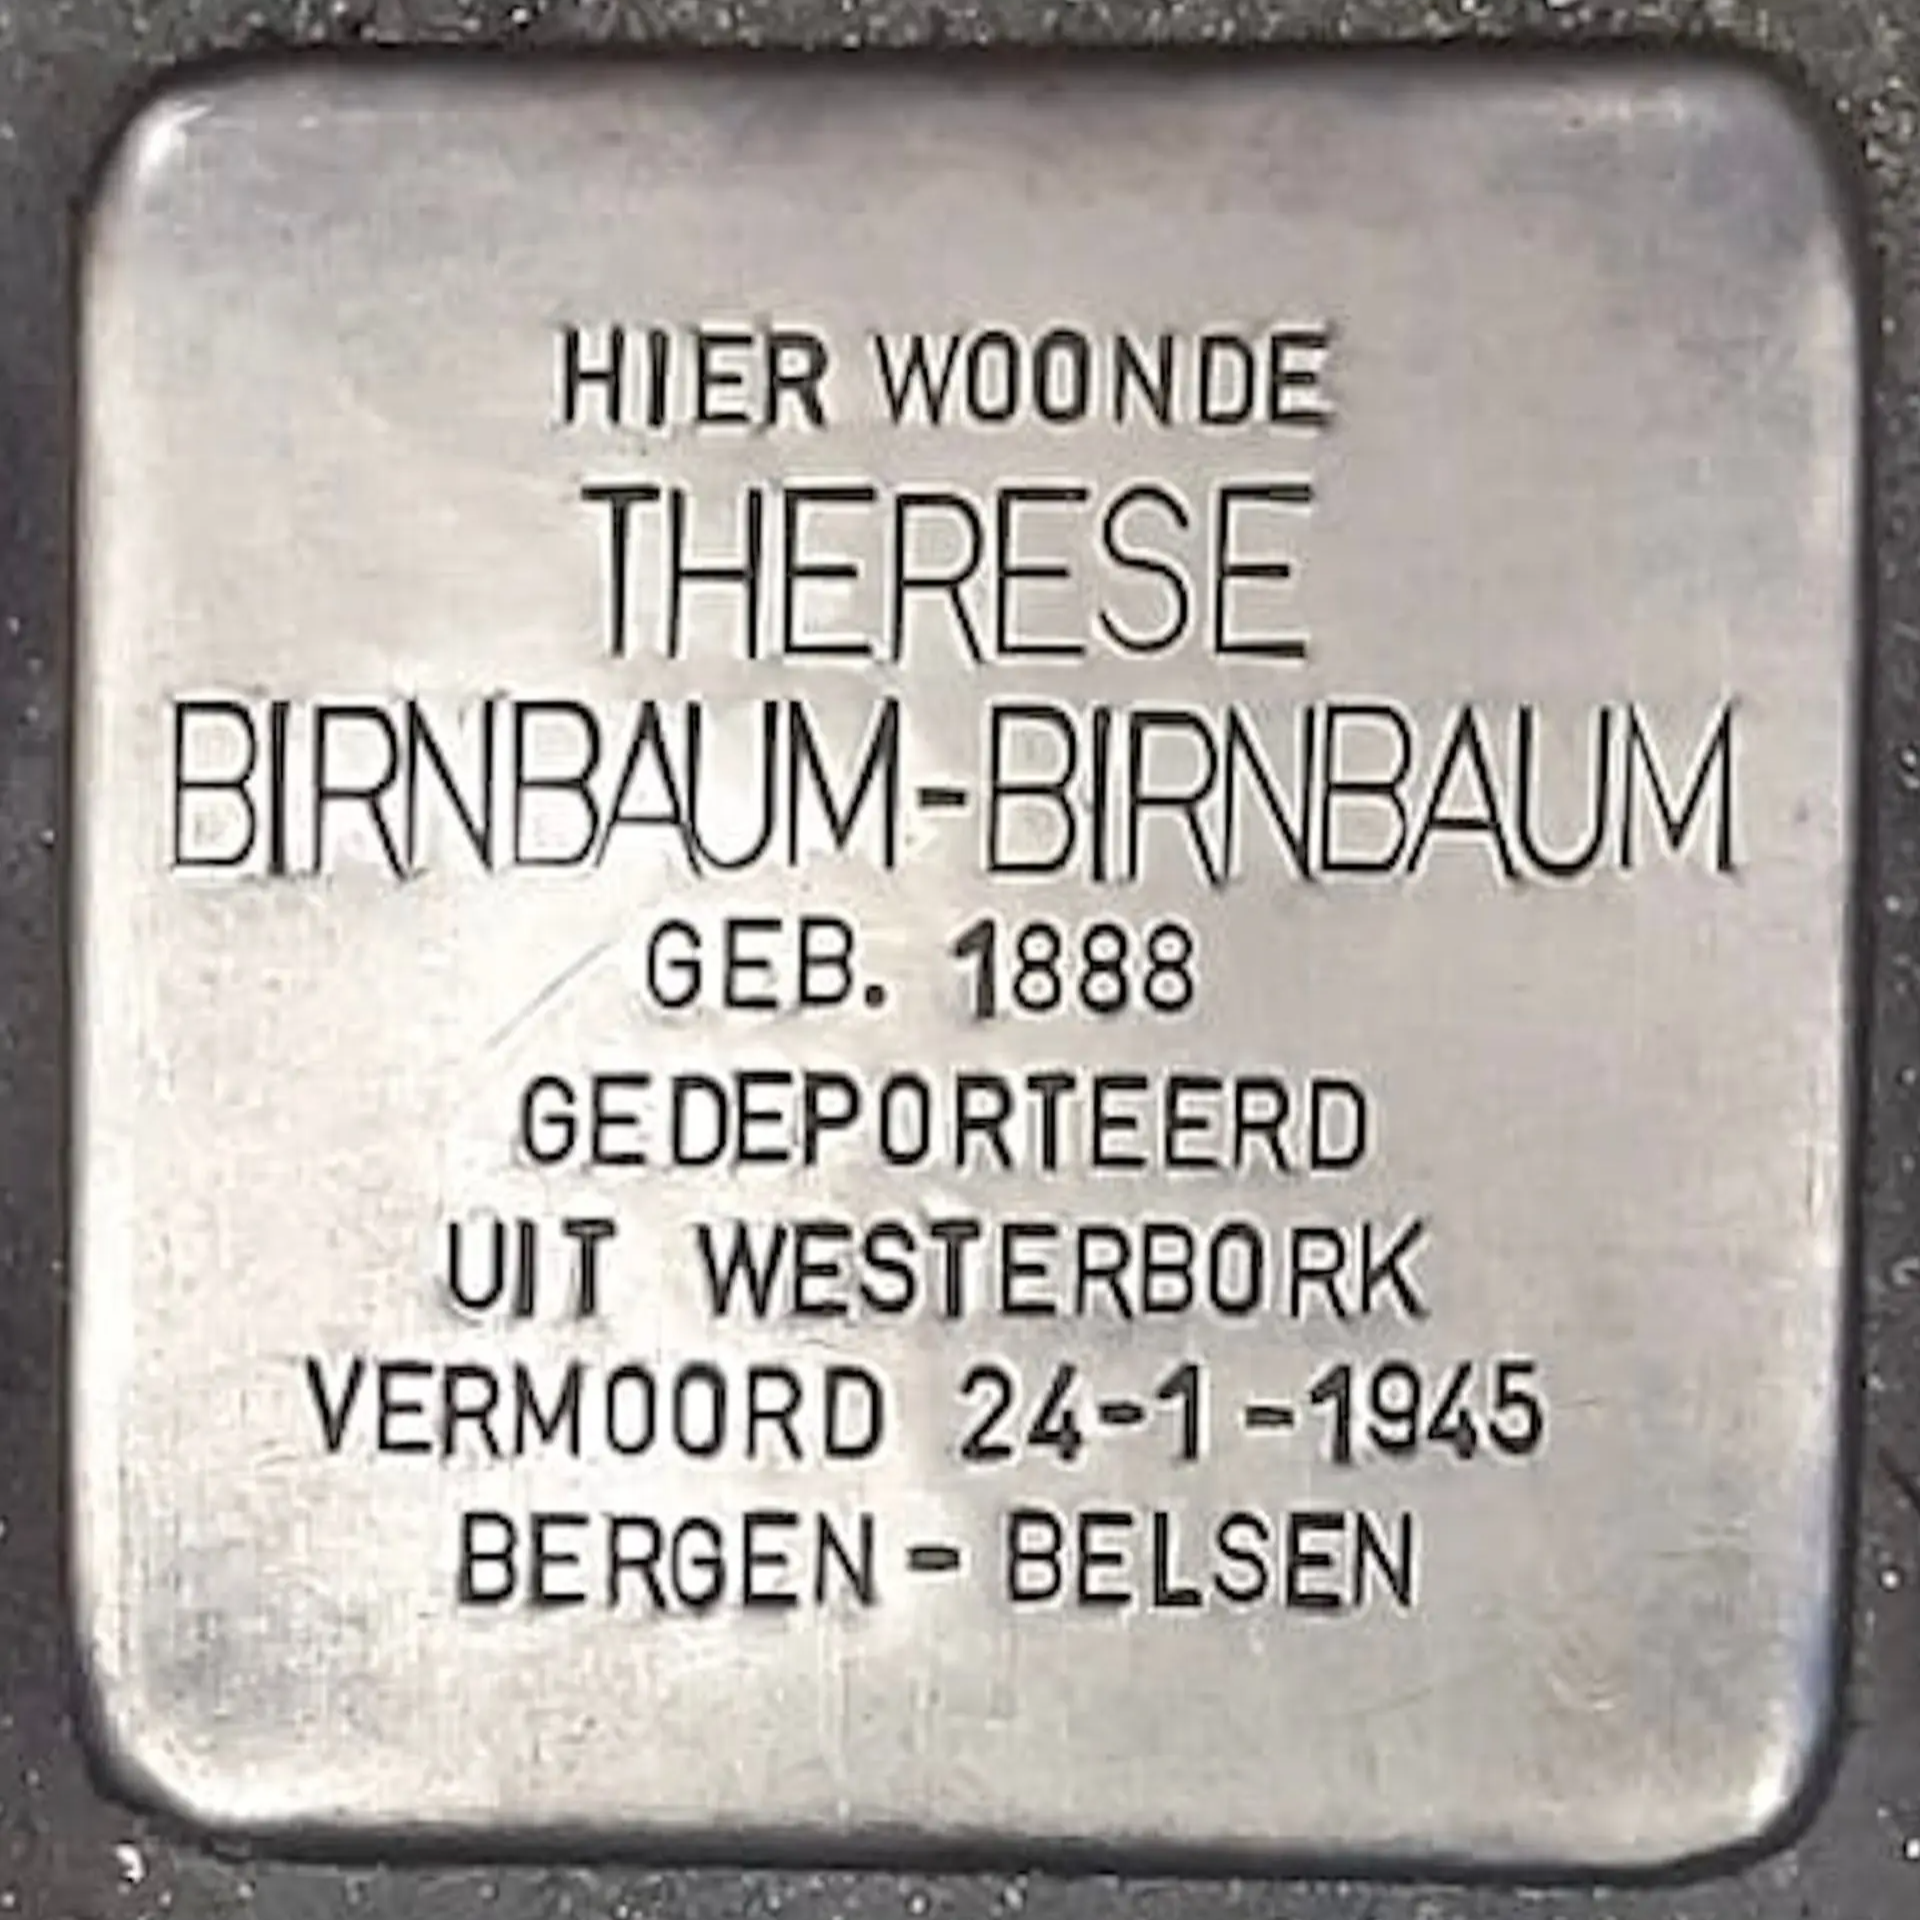 HIER WOONDE
THERESE
BIRNBAUM-BIRNBAUM
GEB. 1888
GEDEPORTEERD
UIT WESTERBORK
VERMOORD 24-1-1945
BERGEN-BELSEN